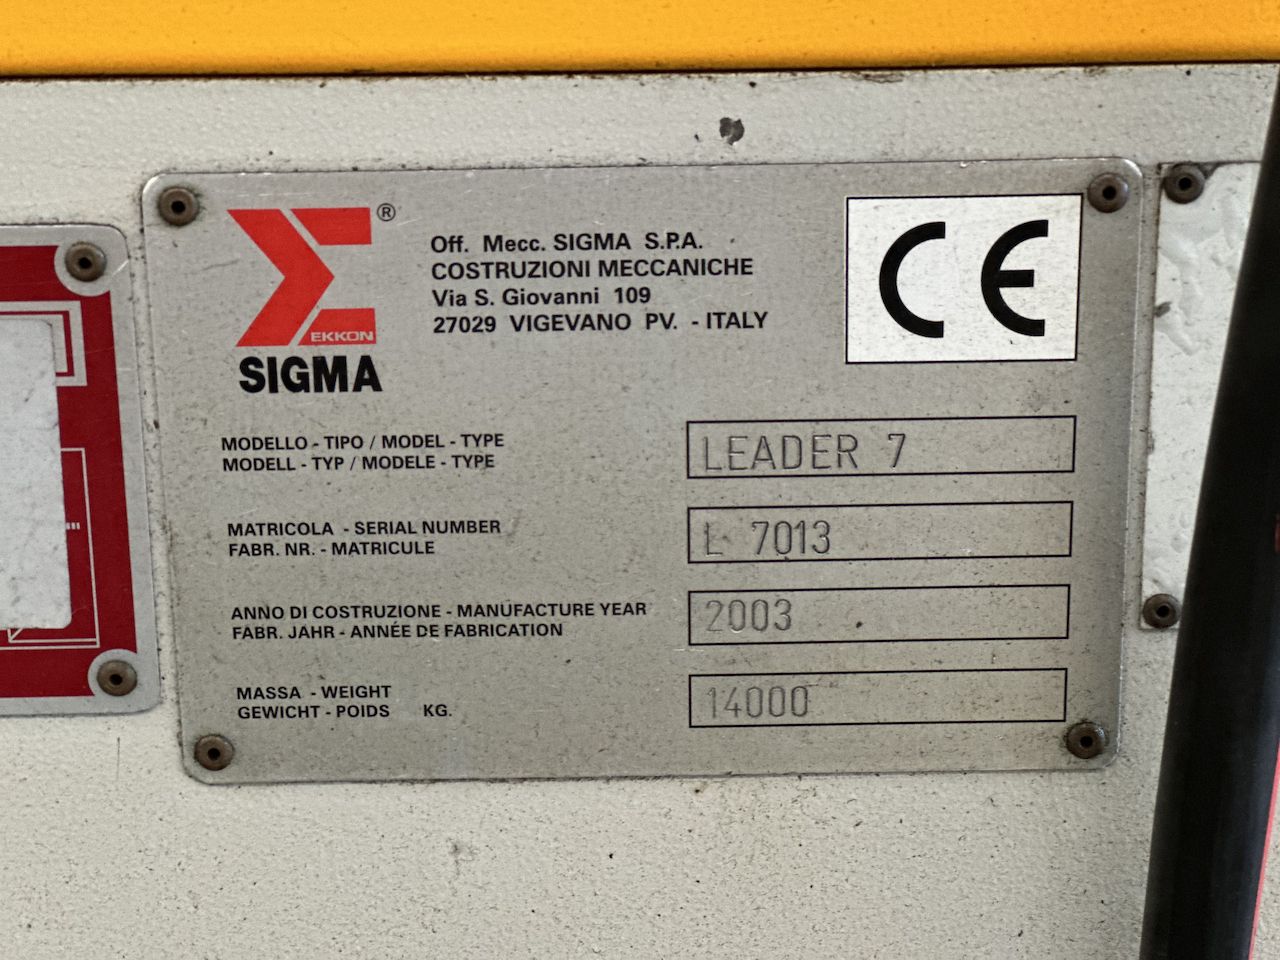 ®
EKKON
SIGMA
Off. Mecc. SIGMA S.P.A.
COSTRUZIONI MECCANICHE
Via S. Giovanni 109
27029 VIGEVANO PV. - ITALY
CE
MODELLO - TIPO / MODEL - TYPE
MODELL - TYP / MODELE - TYPE
LEADER 7
MATRICOLA - SERIAL NUMBER
FABR. NR. - MATRICULE
L 7013
ANNO DI COSTRUZIONE - MANUFACTURE YEAR
FABR. JAHR - ANNÉE DE FABRICATION
2003
MASSA - WEIGHT
GEWICHT - POIDS KG.
14000